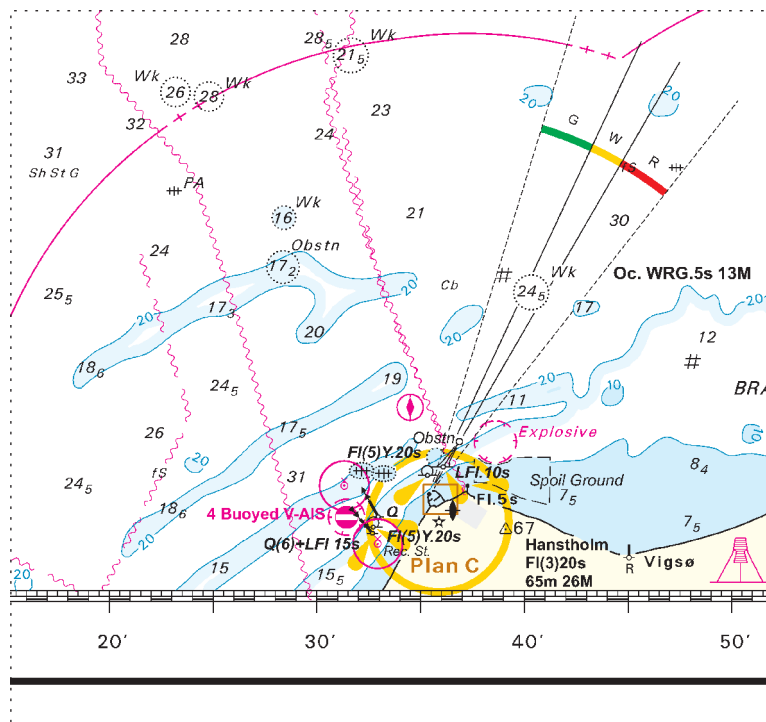 28
28₅
Wk
21₅
Wk
33
26
28
Wk
20
20
32
24
23
G
W
R
15
31
Sh St G
PA
16
Wk
21
30
24
Obstn
17₂
Oc. WRG.5s 13M
20
Cb
Wk
24₅
25₅
20
17₃
20
17
12
20
18₆
19
20
10
BRA
24₅
11
26
17₅
Obstn
Explosive
10
20
fS
Fl(5)Y.20s
8₄
24₅
31
LFl.10s
Spoil Ground
7₅
18₆
Fl.5s
4 Buoyed V-AIS
Q
7₅
Q(6)+LFl 15s
Fl(5)Y.20s
Rec. St.
67
Hanstholm
Fl(3)20s
65m 26M
20
15
15₅
Plan C
R
Vigsø
20′
30′
40′
50′